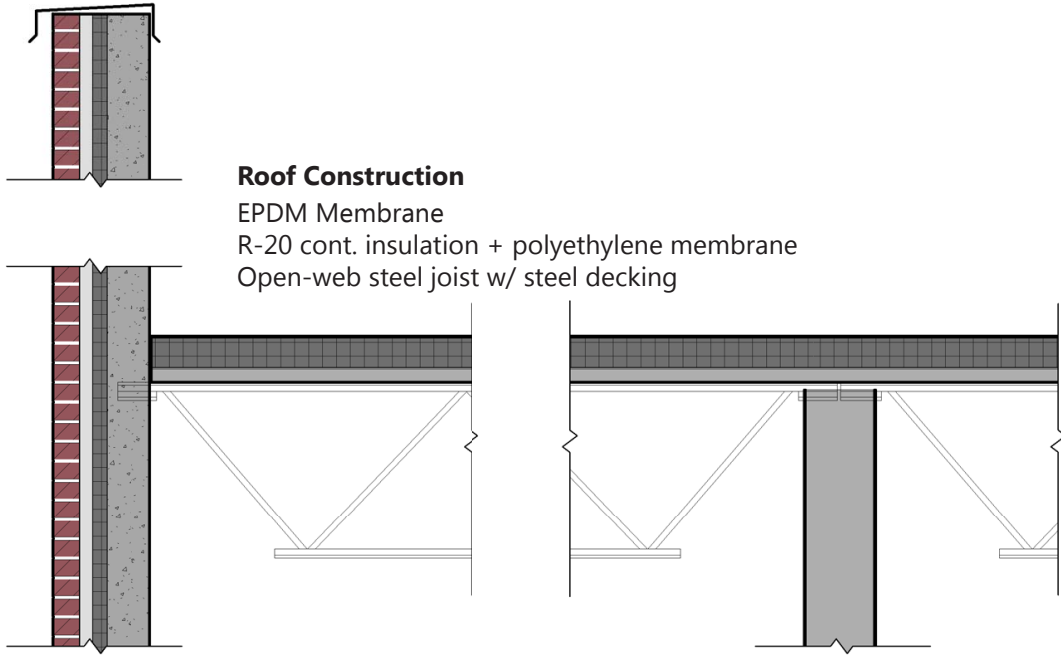 Roof Construction
EPDM Membrane
R-20 cont. insulation + polyethylene membrane
Open-web steel joist w/ steel decking